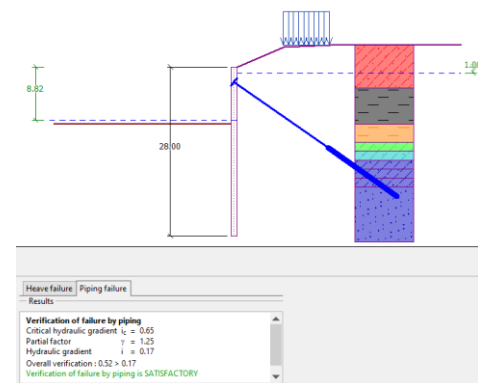 8.82
28.00
Heave failure Piping failure
Results
Verification of failure by piping
Critical hydraulic gradient ic = 0.65
Partial factor γ = 1.25
Hydraulic gradient i = 0.17
Overall verification : 0.52 > 0.17
Verification of failure by piping is SATISFACTORY